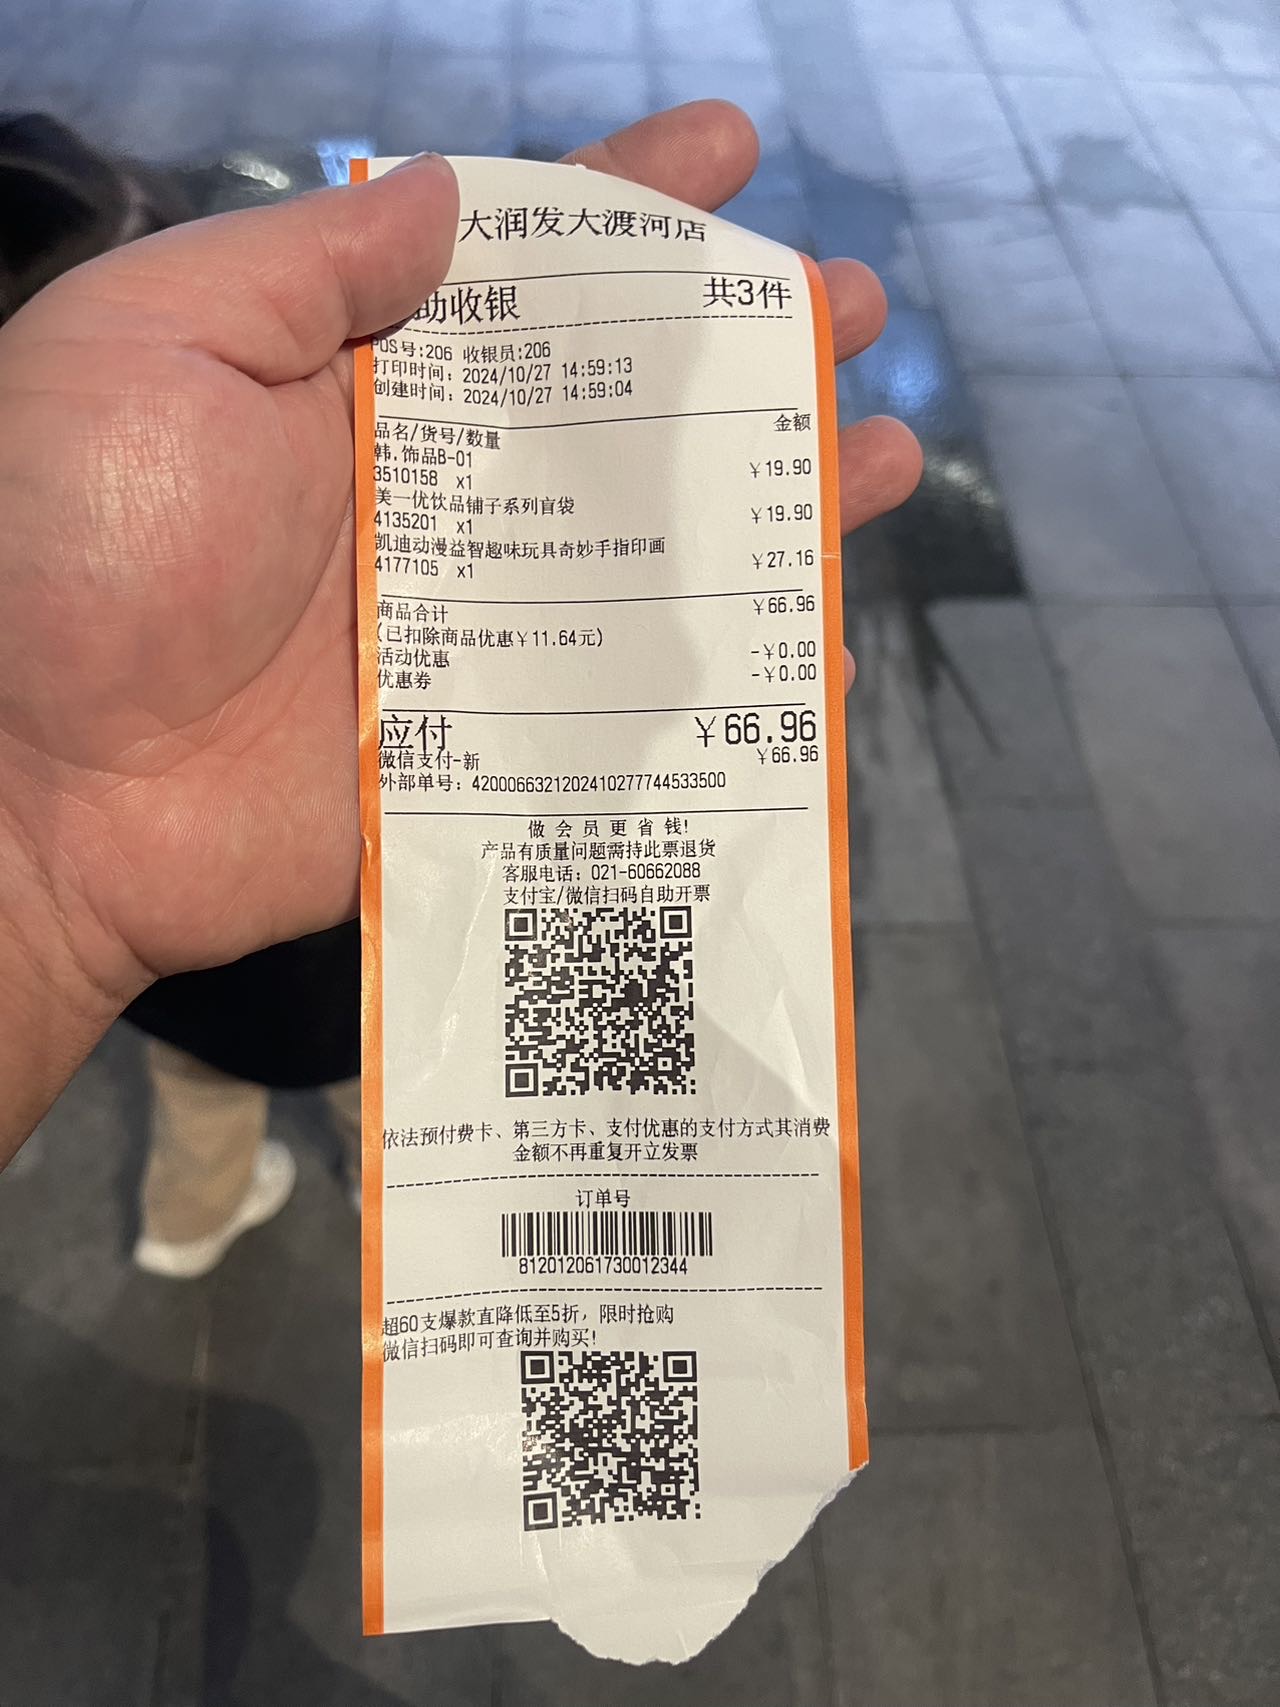 大润发大渡河店
助收银 共3件
POS号:206 收银员:206
打印时间: 2024/10/27 14:59:13
创建时间: 2024/10/27 14:59:04
品名/货号/数量 金额
韩.饰品B-01
3510158 x1 ¥19.90
美一优饮品铺子系列盲袋
4135201 x1 ¥19.90
凯迪动漫益智趣味玩具奇妙手指印画
4177105 x1 ¥27.16
商品合计 ¥66.96
(已扣除商品优惠¥11.64元)
活动优惠 -¥0.00
优惠券 -¥0.00
应付 ¥66.96
微信支付-新 ¥66.96
外部单号: 4200066321202410277744533500
做会员更省钱!
产品有质量问题需持此票退货
客服电话: 021-60662088
支付宝/微信扫码自助开票
依法预付费卡、第三方卡、支付优惠的支付方式其消费
金额不再重复开立发票
订单号
812012061730012344
超60支爆款直降低至5折, 限时抢购
微信扫码即可查询并购买!